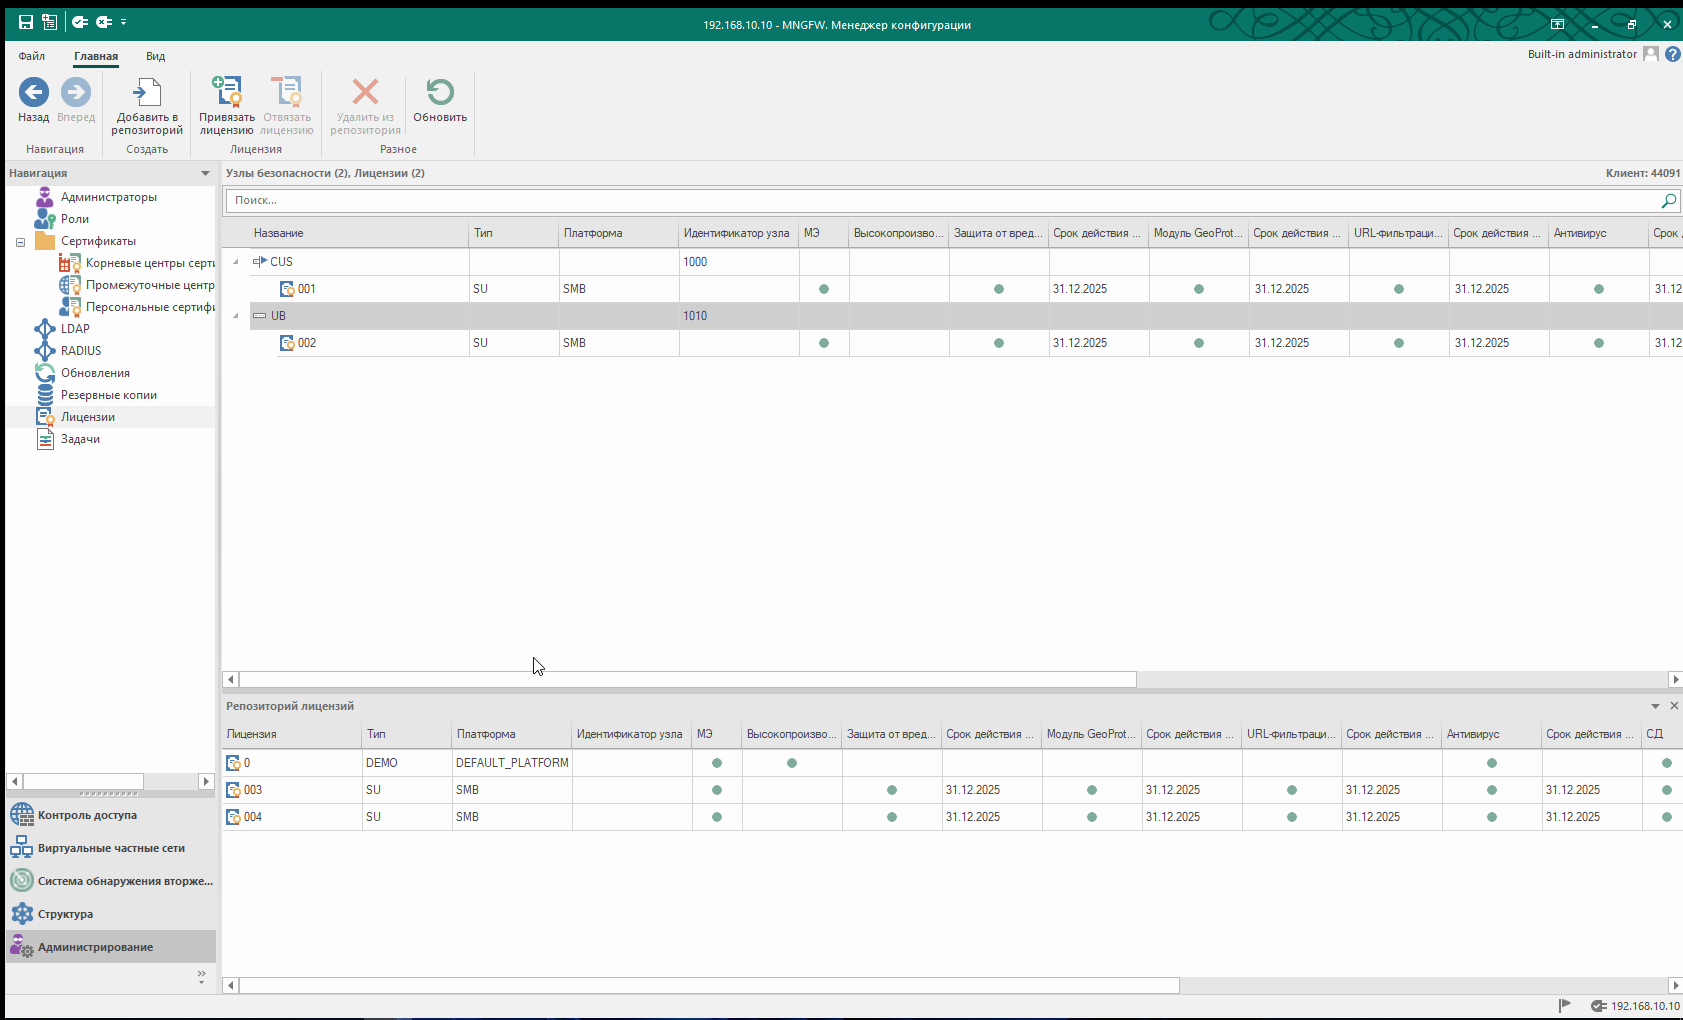 192.168.10.10 - MNGFW. Менеджер конфигурации
Файл Главная Вид
Built-in administrator
Назад Вперед
Добавить в репозиторий
Привязать лицензию
Отвязать лицензию
Удалить из репозитория
Обновить
Навигация Создать Лицензия Разное
Навигация
Администраторы
Роли
Сертификаты
Корневые центры серти
Промежуточные центр
Персональные сертифи
LDAP
RADIUS
Обновления
Резервные копии
Лицензии
Задачи
Контроль доступа
Виртуальные частные сети
Система обнаружения вторже...
Структура
Администрирование
Узлы безопасности (2), Лицензии (2)
Клиент: 44091
Поиск...
Название Тип Платформа Идентификатор узла МЭ Высокопроизво... Защита от вред... Срок действия ... Модуль GeoProt... Срок действия ... URL-фильтраци... Срок действия ... Антивирус Срок
CUS 1000
001 SU SMB 31.12.2025 31.12.2025 31.12.2025 31.12
UB 1010
002 SU SMB 31.12.2025 31.12.2025 31.12.2025 31.12
Репозиторий лицензий
Лицензия Тип Платформа Идентификатор узла МЭ Высокопроизво... Защита от вред... Срок действия ... Модуль GeoProt... Срок действия ... URL-фильтраци... Срок действия ... Антивирус Срок действия ... СД
0 DEMO DEFAULT_PLATFORM
003 SU SMB 31.12.2025 31.12.2025 31.12.2025 31.12.2025
004 SU SMB 31.12.2025 31.12.2025 31.12.2025 31.12.2025
192.168.10.10